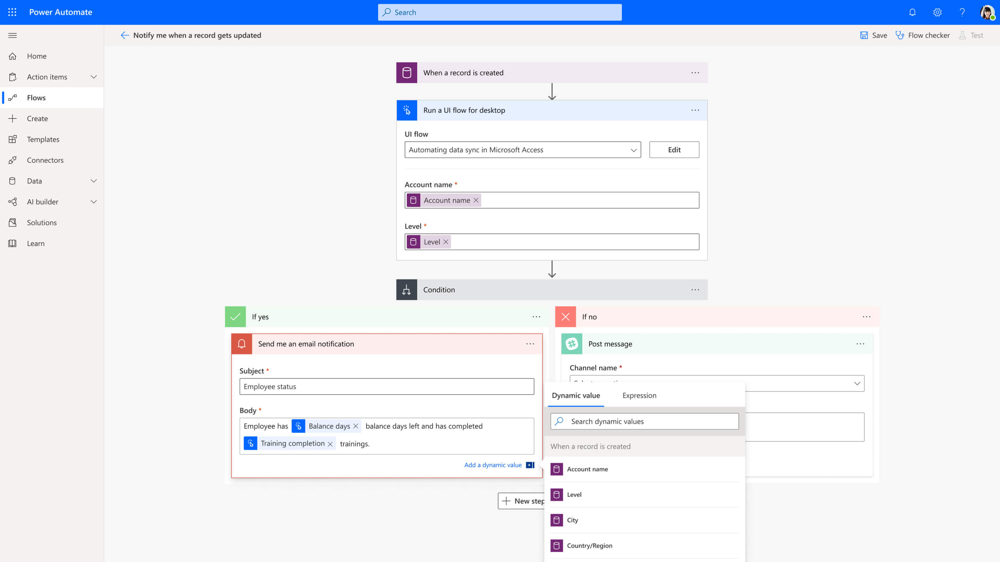 Power Automate
Search
Notify me when a record gets updated
Save
Flow checker
Test
Home
Action items
Flows
Create
Templates
Connectors
Data
AI builder
Solutions
Learn
When a record is created
Run a UI flow for desktop
UI flow
Automating data sync in Microsoft Access
Edit
Account name *
Account name
Level *
Level
Condition
If yes
Send me an email notification
Subject *
Employee status
Body *
Employee has Balance days balance days left and has completed
Training completion trainings.
Add a dynamic value
If no
Post message
Channel name *
New step
Dynamic value
Expression
Search dynamic values
When a record is created
Account name
Level
City
Country/Region